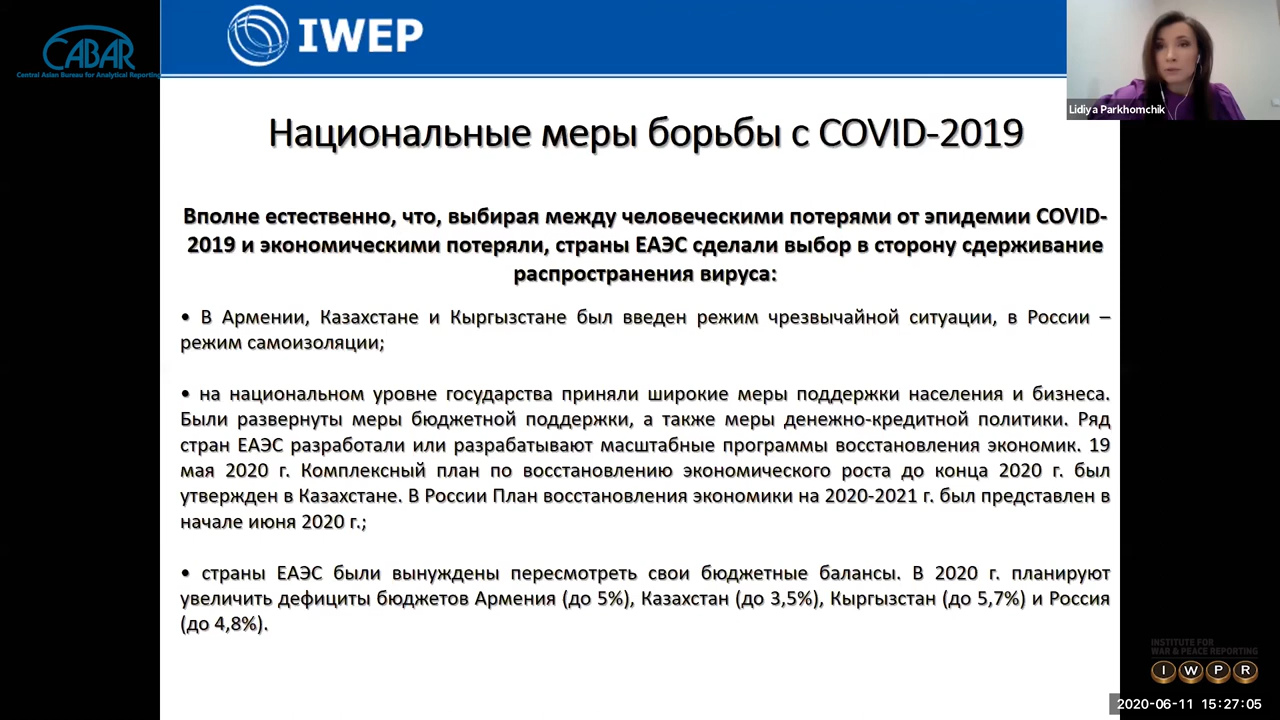 CABAR
Central Asian Bureau for Analytical Reporting
IWEP
Lidiya Parkhomchik
Национальные меры борьбы с COVID-2019
Вполне естественно, что, выбирая между человеческими потерями от эпидемии COVID-
2019 и экономическими потеряли, страны ЕАЭС сделали выбор в сторону сдерживание
распространения вируса:
• В Армении, Казахстане и Кыргызстане был введен режим чрезвычайной ситуации, в России –
режим самоизоляции;
• на национальном уровне государства приняли широкие меры поддержки населения и бизнеса.
Были развернуты меры бюджетной поддержки, а также меры денежно-кредитной политики. Ряд
стран ЕАЭС разработали или разрабатывают масштабные программы восстановления экономик. 19
мая 2020 г. Комплексный план по восстановлению экономического роста до конца 2020 г. был
утвержден в Казахстане. В России План восстановления экономики на 2020-2021 г. был представлен в
начале июня 2020 г.;
• страны ЕАЭС были вынуждены пересмотреть свои бюджетные балансы. В 2020 г. планируют
увеличить дефициты бюджетов Армения (до 5%), Казахстан (до 3,5%), Кыргызстан (до 5,7%) и Россия
(до 4,8%).
INSTITUTE FOR
WAR & PEACE REPORTING
I W P R
2020-06-11 15:27:05